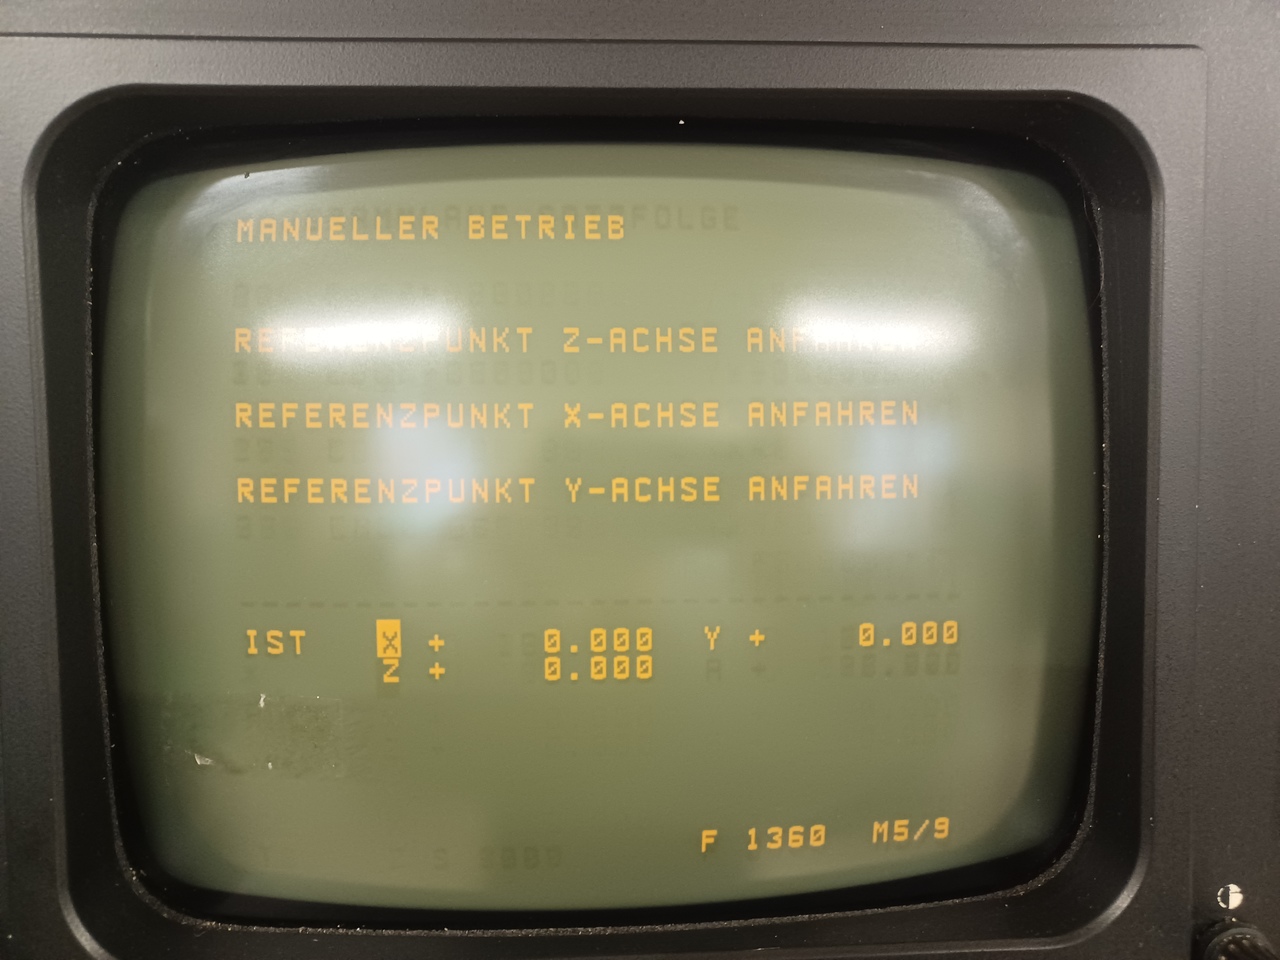 MANUELLER BETRIEB
REFERENZPUNKT Z-ACHSE ANFAHREN
REFERENZPUNKT X-ACHSE ANFAHREN
REFERENZPUNKT Y-ACHSE ANFAHREN
IST X + 0.000 Y + 0.000
Z + 0.000
F 1360 M5/9